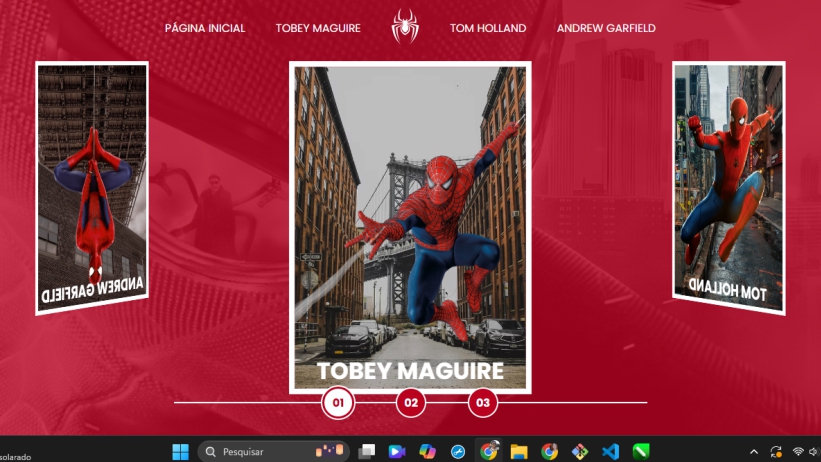 PÁGINA INICIAL TOBEY MAGUIRE TOM HOLLAND ANDREW GARFIELD
ANDREW GARFIELD
TOBEY MAGUIRE
TOM HOLLAND
01 02 03
solarado
Pesquisar